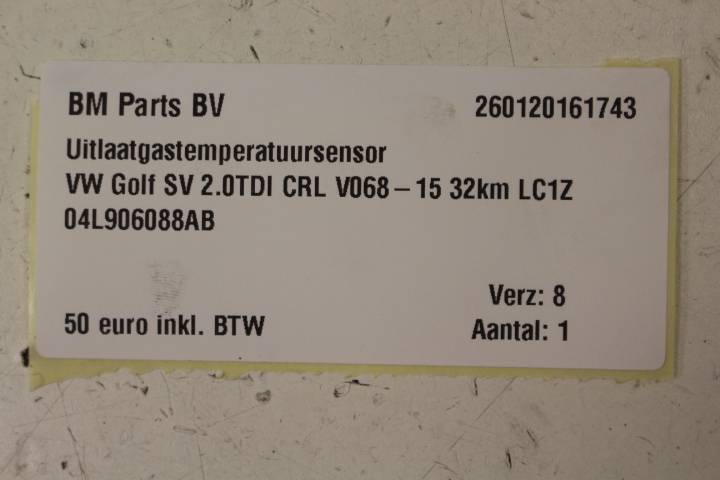 BM Parts BV 260120161743
Uitlaatgastemperatuursensor
VW Golf SV 2.0TDI CRL V068-15 32km LC1Z
04L906088AB
Verz: 8
50 euro inkl. BTW Aantal: 1